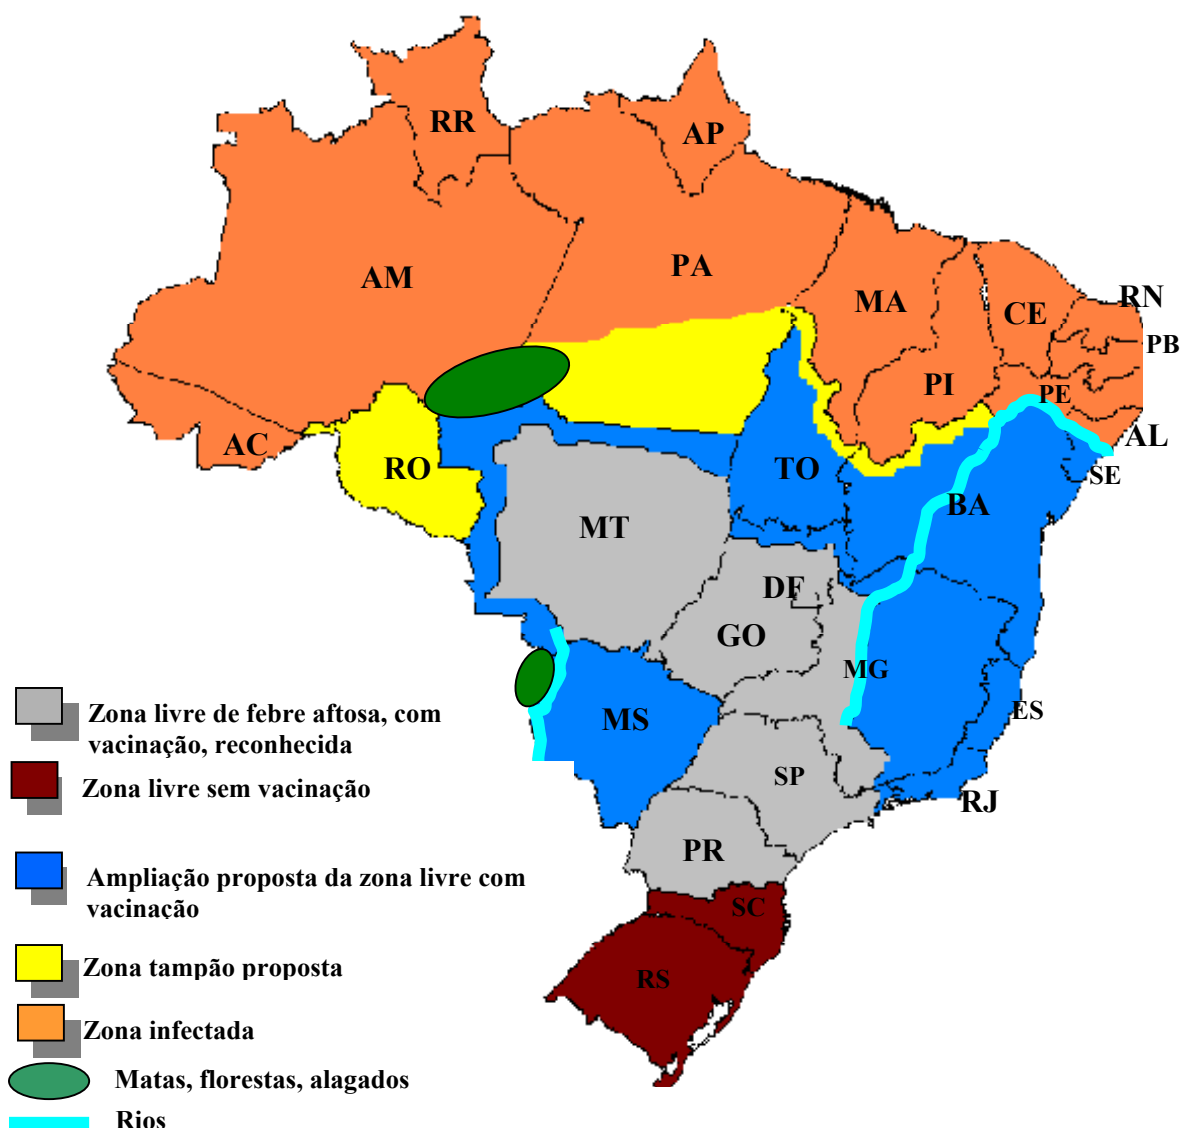 RR
AP
AM
PA
MA
CE
RN
PB
PI
PE
AL
AC
RO
TO
SE
BA
MT
DF
GO
MG
MS
ES
SP
RJ
PR
SC
RS
Zona livre de febre aftosa, com
vacinação, reconhecida
Zona livre sem vacinação
Ampliação proposta da zona livre com
vacinação
Zona tampão proposta
Zona infectada
Matas, florestas, alagados
Rios